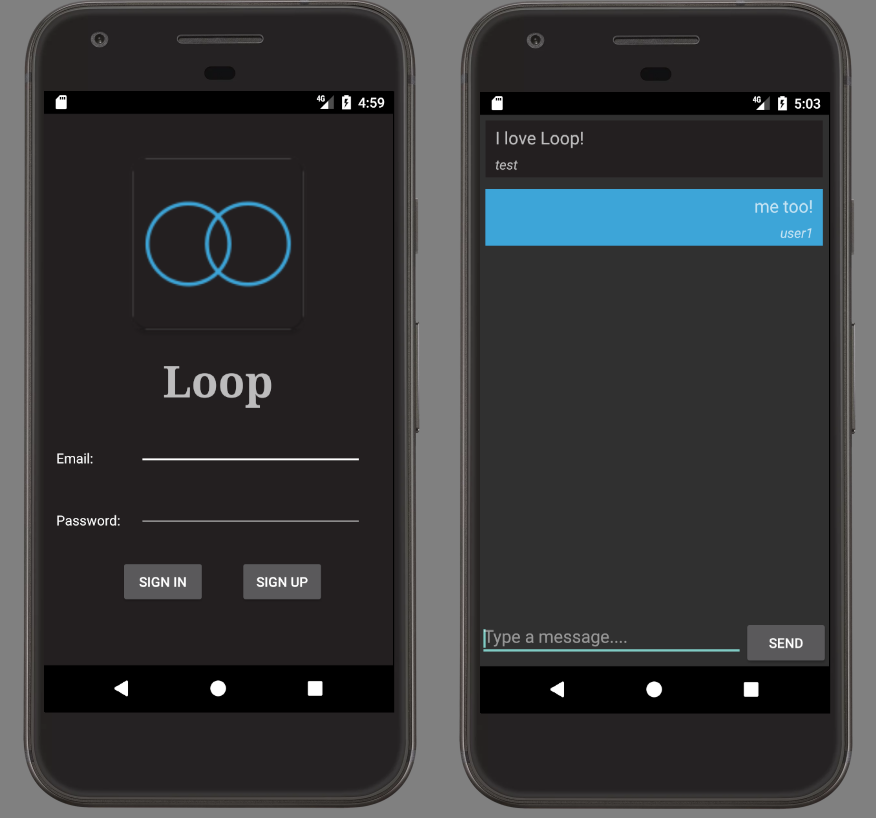 4G 4:59
Loop
Email:
Password:
SIGN IN SIGN UP
4G 5:03
I love Loop!
test
me too!
user1
Type a message....
SEND